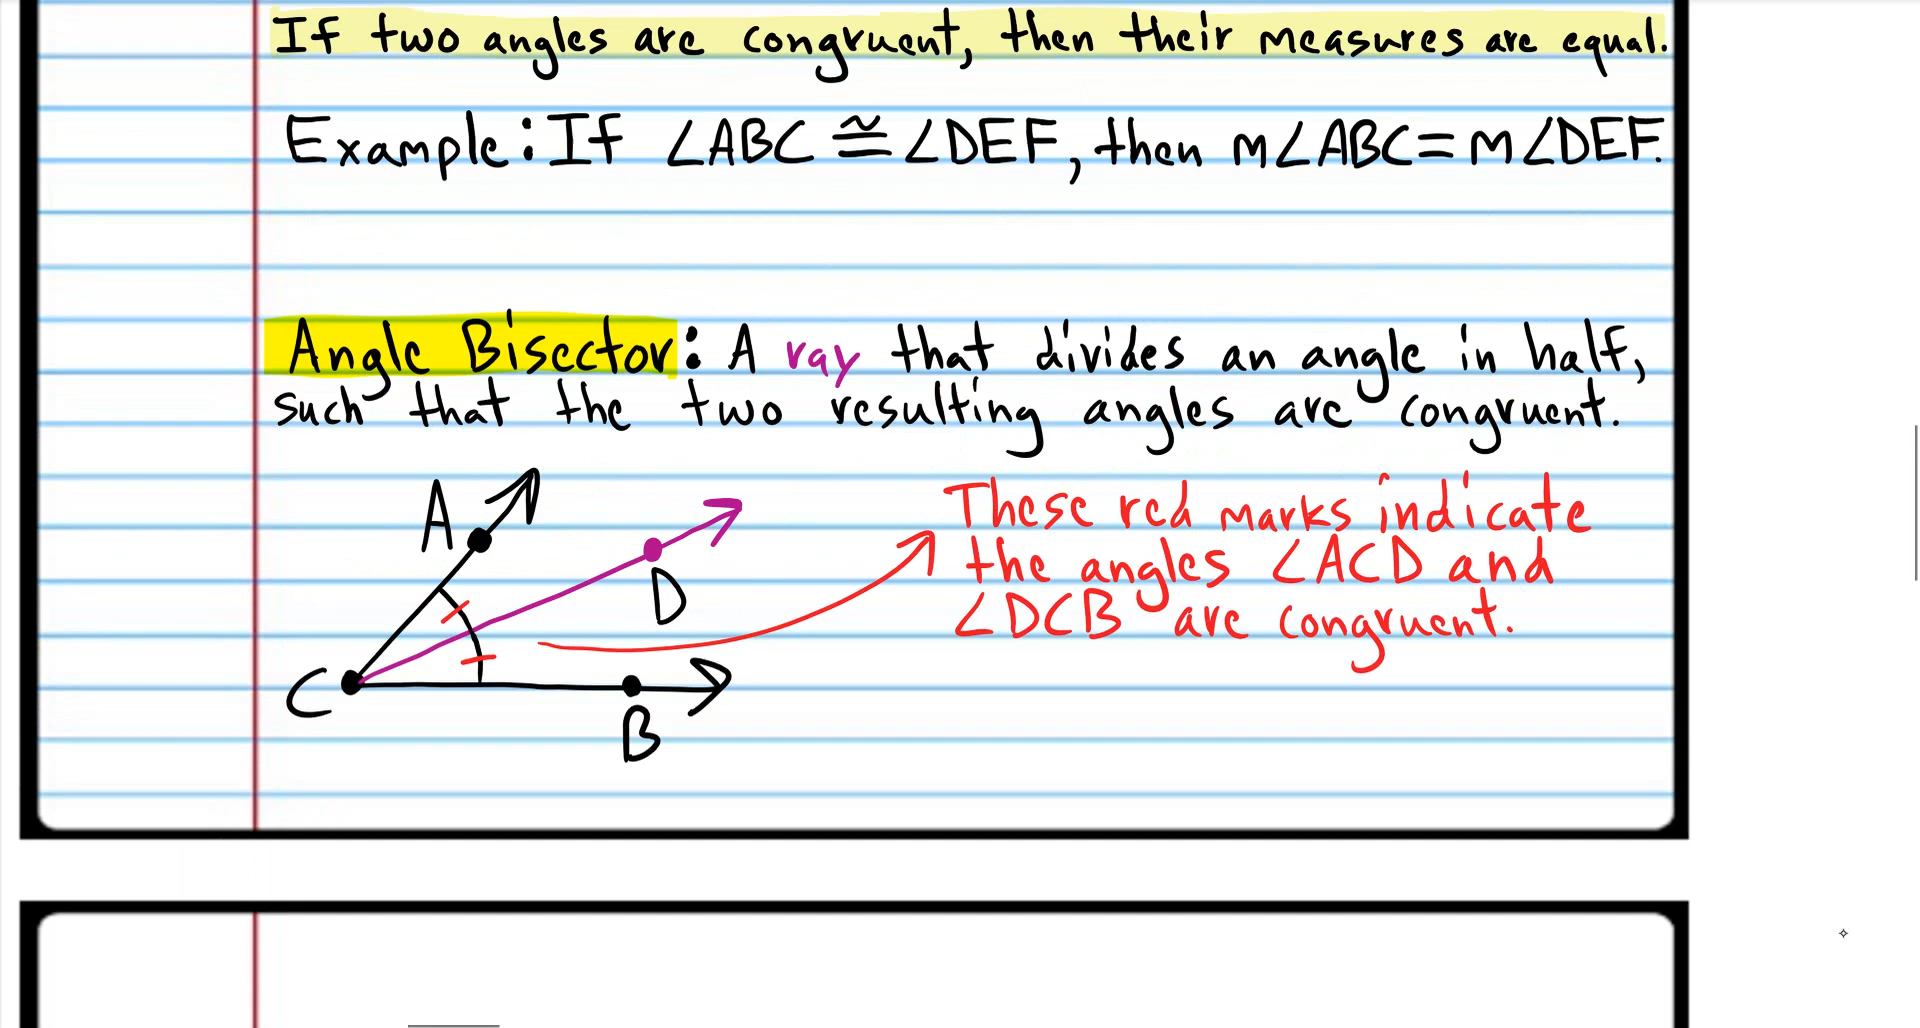 If two angles are congruent, then their measures are equal.
Example: If ∠ABC ≅ ∠DEF, then m∠ABC = m∠DEF.
Angle Bisector: A ray that divides an angle in half,
such that the two resulting angles are congruent.
A
D
C
B
These red marks indicate
the angles ∠ACD and
∠DCB are congruent.